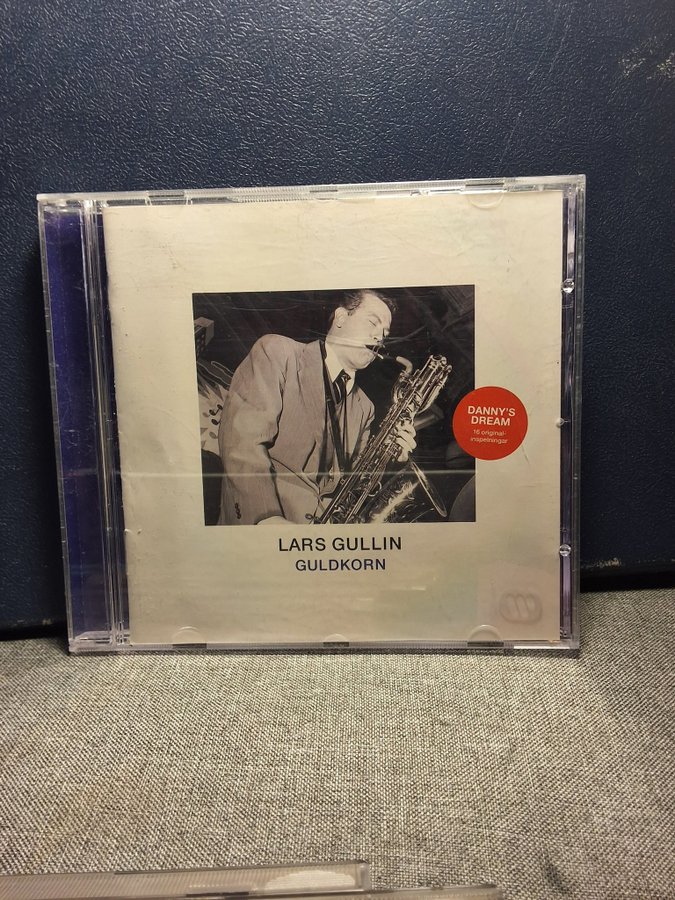 DANNY'S
DREAM
16 original-
inspelningar
LARS GULLIN
GULDKORN